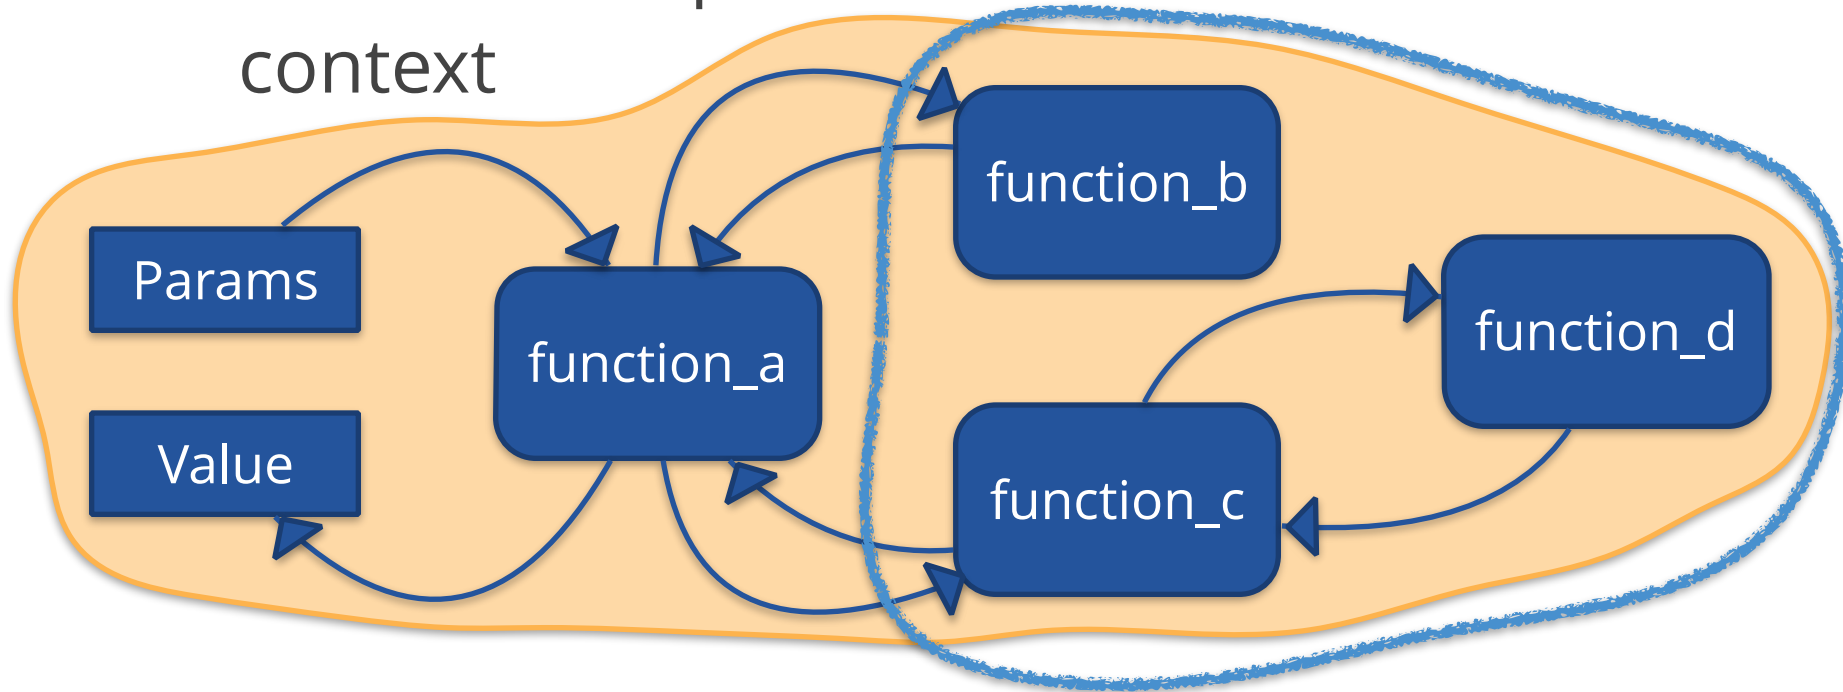 context
function_b
Params
function_d
function_a
Value
function_c